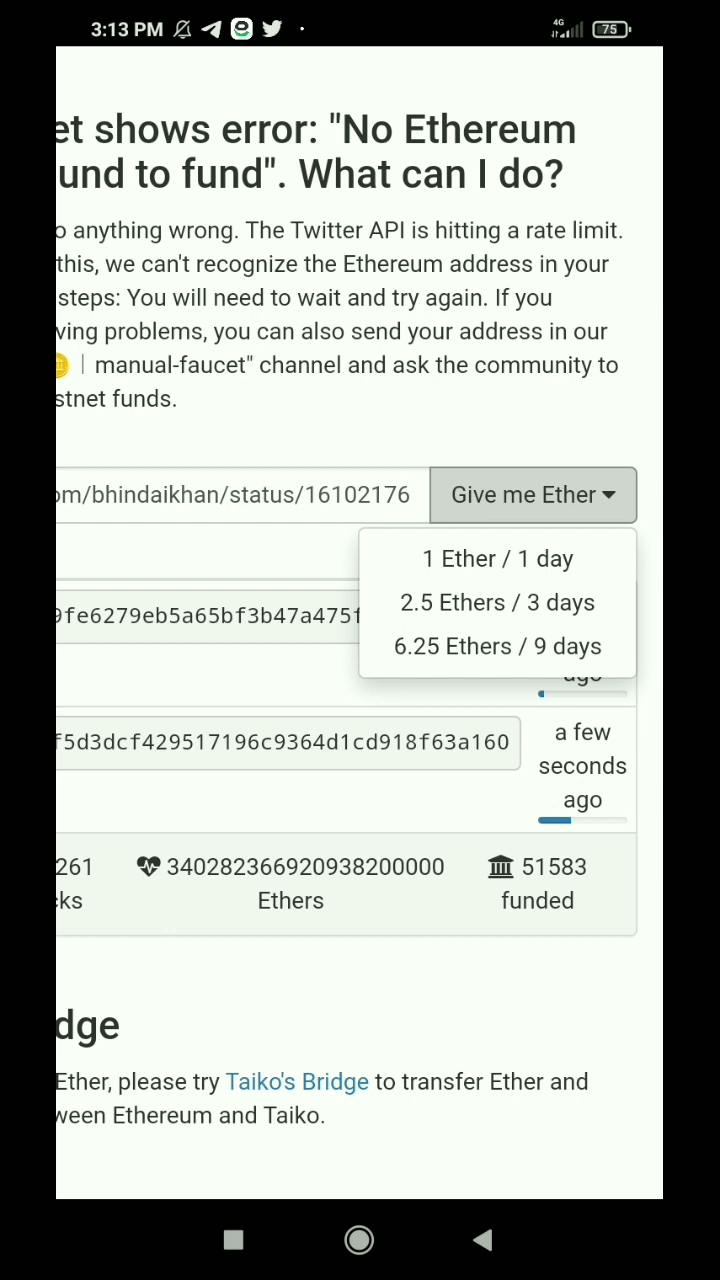 3:13 PM
4G
75
et shows error: "No Ethereum
und to fund". What can I do?
o anything wrong. The Twitter API is hitting a rate limit.
this, we can't recognize the Ethereum address in your
steps: You will need to wait and try again. If you
ving problems, you can also send your address in our
| manual-faucet" channel and ask the community to
stnet funds.
om/bhindaikhan/status/16102176
Give me Ether
1 Ether / 1 day
2.5 Ethers / 3 days
6.25 Ethers / 9 days
9fe6279eb5a65bf3b47a475f
ago
f5d3dcf429517196c9364d1cd918f63a160
a few
seconds
ago
261
340282366920938200000
51583
cks
Ethers
funded
dge
Ether, please try Taiko's Bridge to transfer Ether and
ween Ethereum and Taiko.